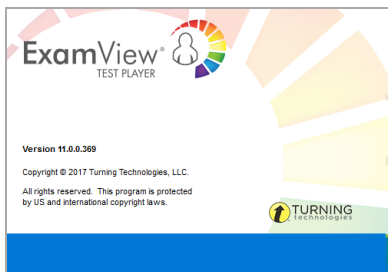 ExamView®
TEST PLAYER
Version 11.0.0.369
Copyright © 2017 Turning Technologies, LLC.
All rights reserved. This program is protected
by US and international copyright laws.
TURNING
technologies